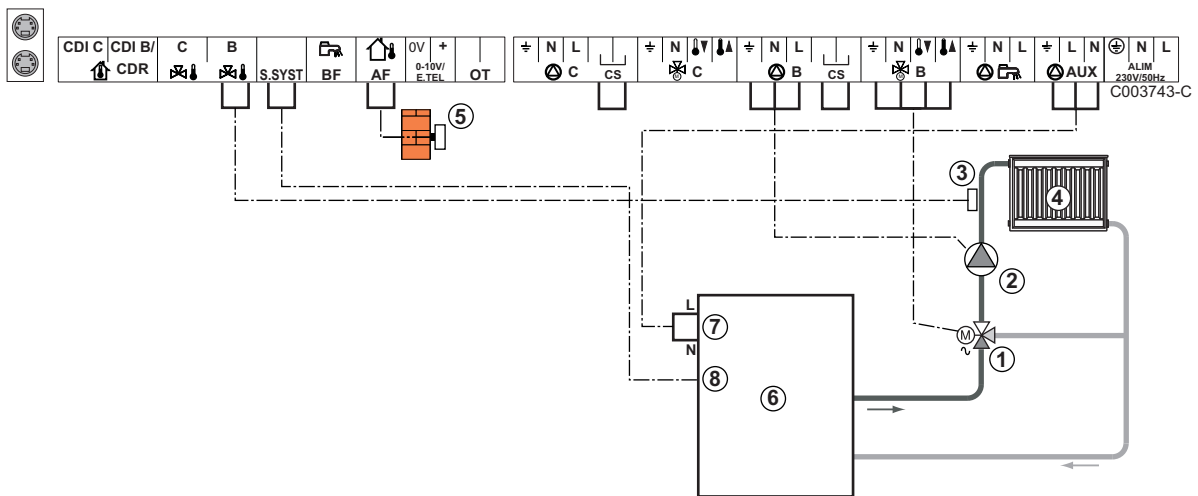 CDI C CDI B/ C B 0V + N L N N L N N L L N N L
CDR S.SYST BF AF 0-10V/ E.TEL OT C CS C B CS B AUX ALIM 230V/50Hz
C003743-C
5
3
4
2
L
7
M
N
1
8
6